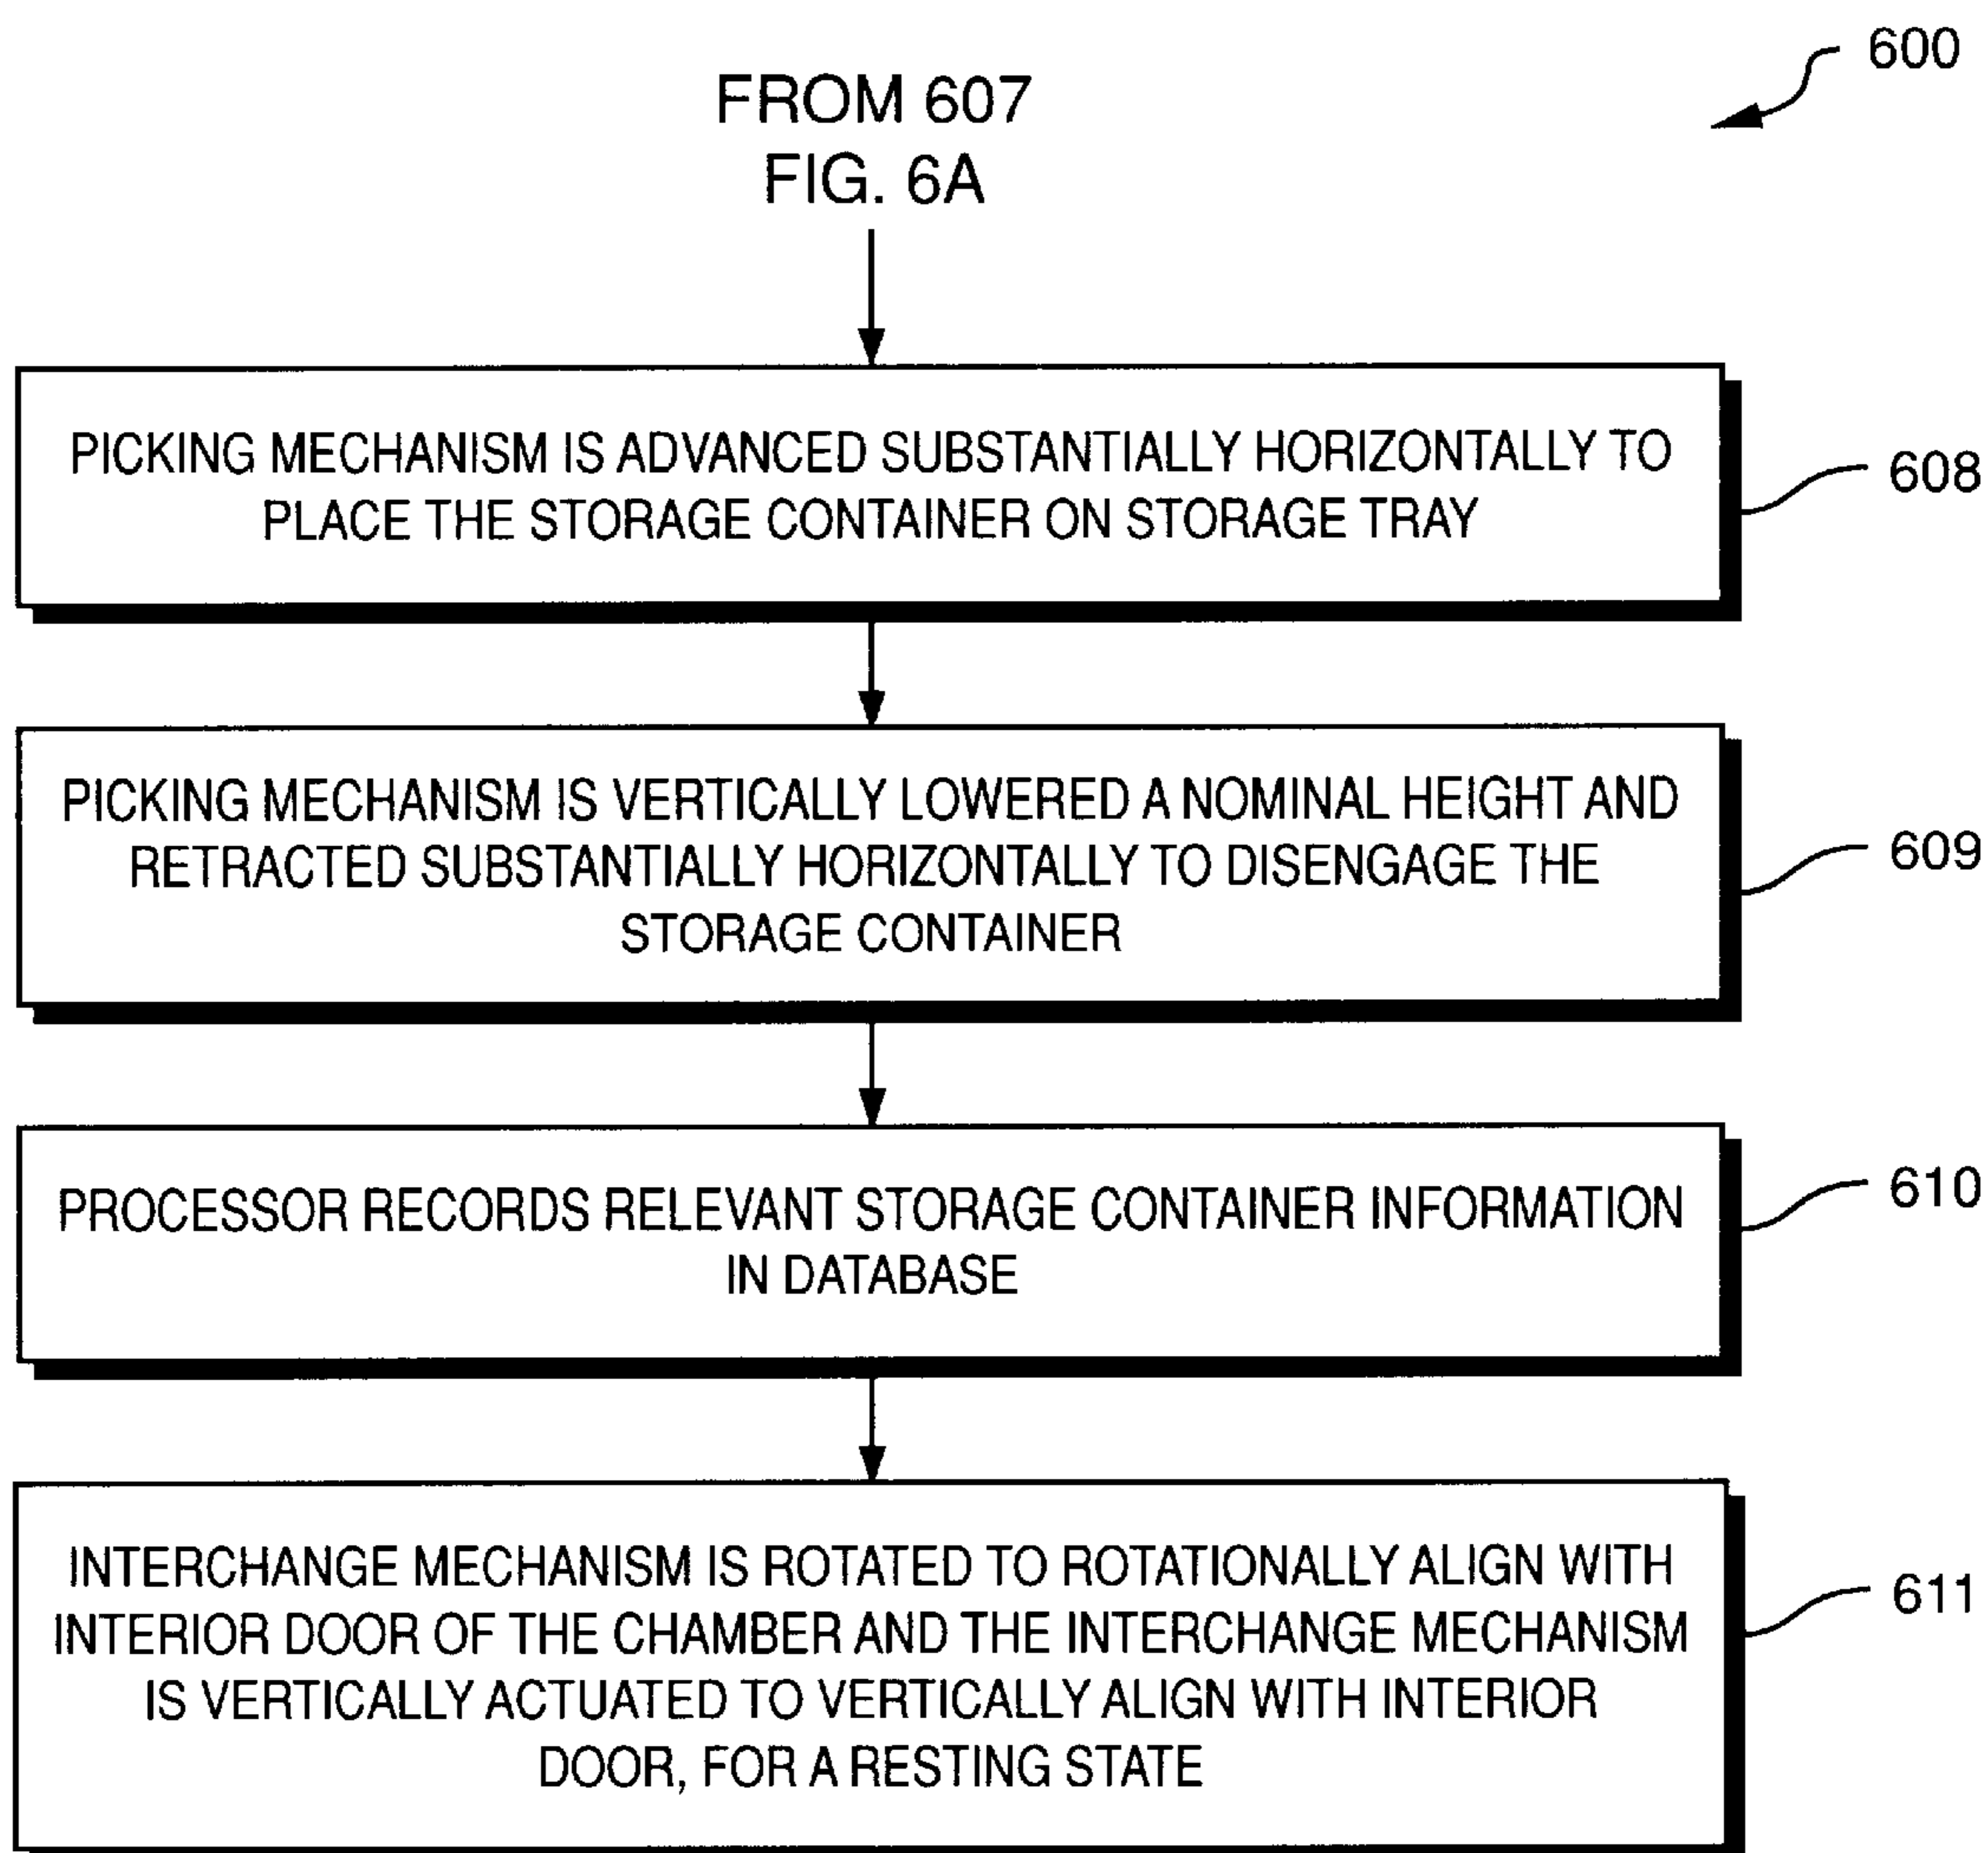 600
FROM 607
FIG. 6A
PICKING MECHANISM IS ADVANCED SUBSTANTIALLY HORIZONTALLY TO
PLACE THE STORAGE CONTAINER ON STORAGE TRAY
608
PICKING MECHANISM IS VERTICALLY LOWERED A NOMINAL HEIGHT AND
RETRACTED SUBSTANTIALLY HORIZONTALLY TO DISENGAGE THE
STORAGE CONTAINER
609
PROCESSOR RECORDS RELEVANT STORAGE CONTAINER INFORMATION
IN DATABASE
610
INTERCHANGE MECHANISM IS ROTATED TO ROTATIONALLY ALIGN WITH
INTERIOR DOOR OF THE CHAMBER AND THE INTERCHANGE MECHANISM
IS VERTICALLY ACTUATED TO VERTICALLY ALIGN WITH INTERIOR
DOOR, FOR A RESTING STATE
611